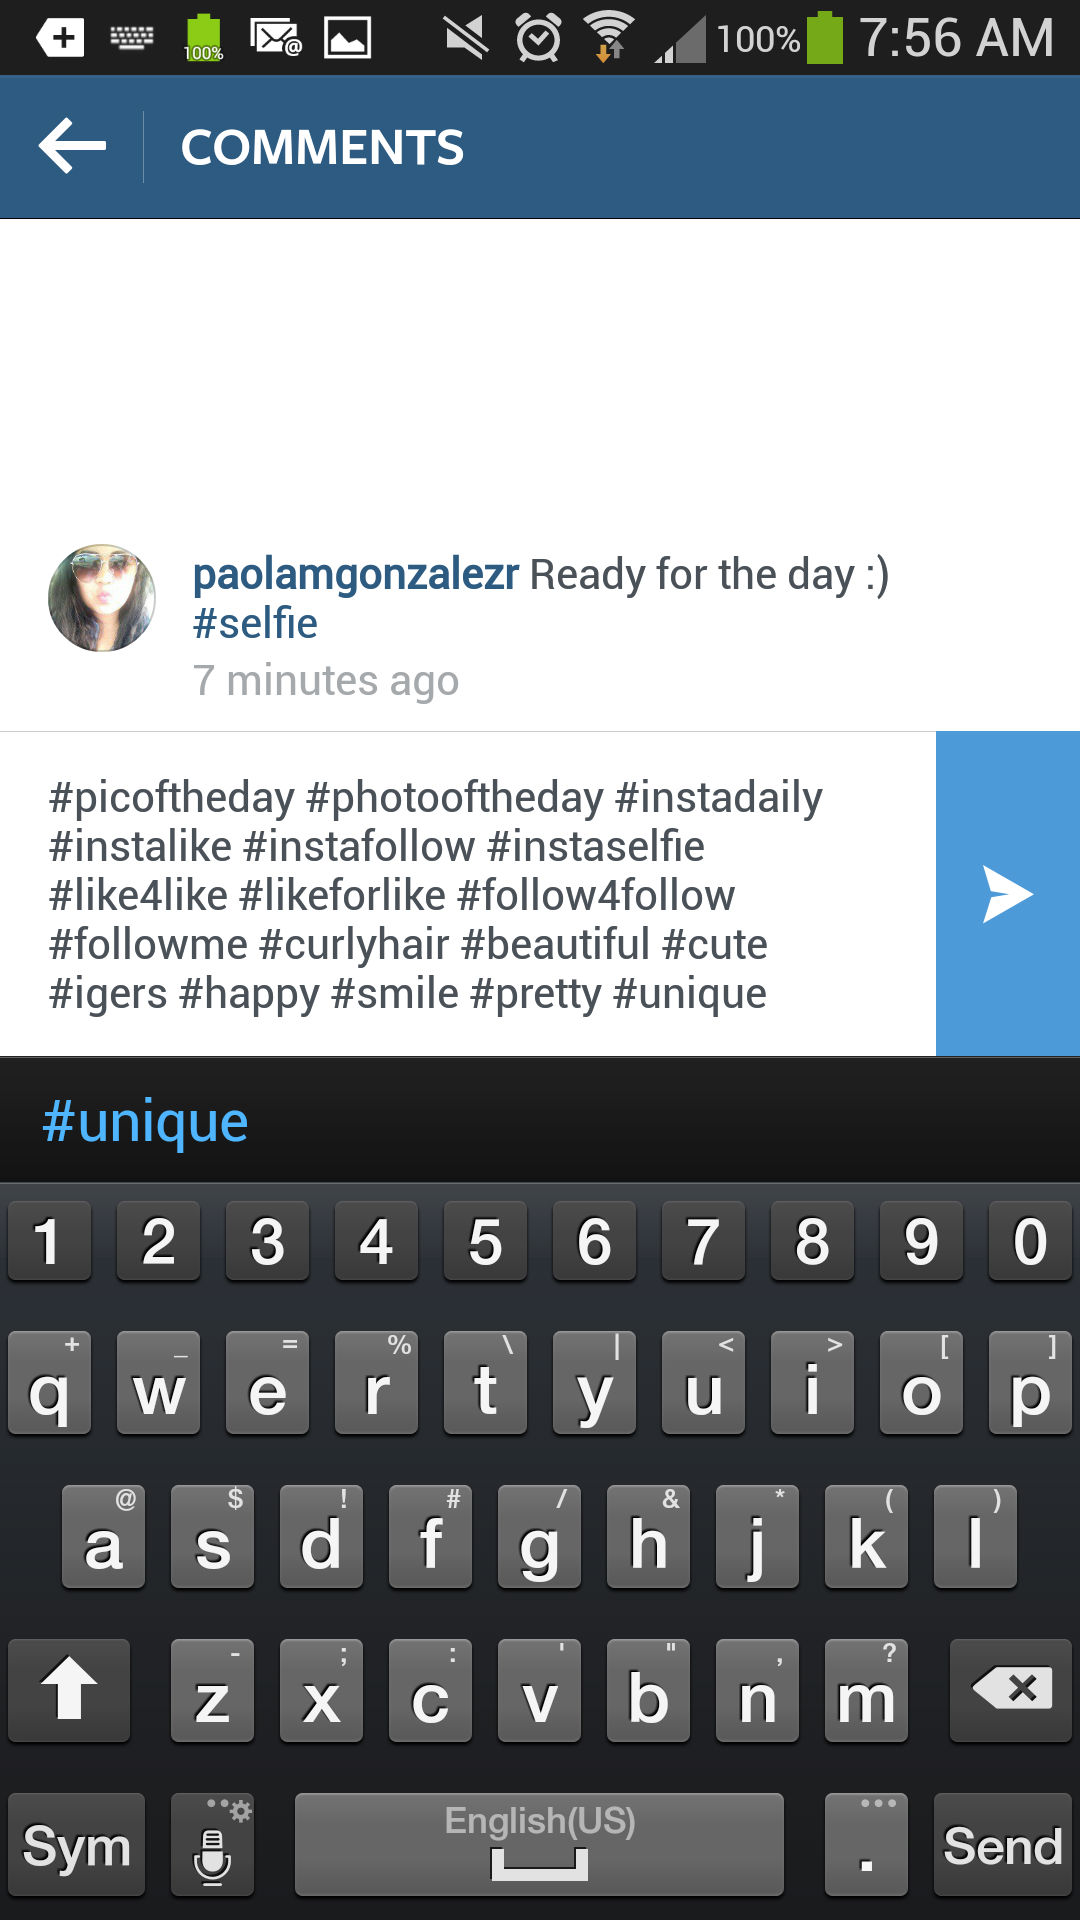 100% 100% 7:56 AM
COMMENTS
paolamgonzalezr Ready for the day :)
#selfie
7 minutes ago
#picoftheday #photooftheday #instadaily
#instalike #instafollow #instaselfie
#like4like #likeforlike #follow4follow
#followme #curlyhair #beautiful #cute
#igers #happy #smile #pretty #unique
#unique
1 2 3 4 5 6 7 8 9 0
+ _ = % \ | < > [ ]
q w e r t y u i o p
@ $ ! # / & * ( )
a s d f g h j k l
- ; : ' " , ?
z x c v b n m
Sym English(US) . Send